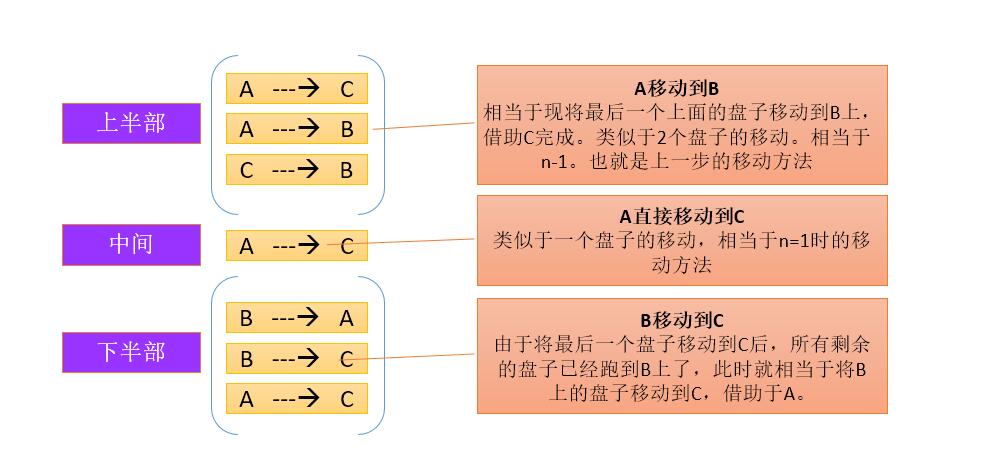 上半部
A ---→ C
A ---→ B
C ---→ B
A移动到B
相当于现将最后一个上面的盘子移动到B上，
借助C完成。类似于2个盘子的移动。相当于
n-1。也就是上一步的移动方法
中间
A ---→ C
A直接移动到C
类似于一个盘子的移动，相当于n=1时的移
动方法
下半部
B ---→ A
B ---→ C
A ---→ C
B移动到C
由于将最后一个盘子移动到C后，所有剩余
的盘子已经跑到B上了，此时就相当于将B
上的盘子移动到C，借助于A。